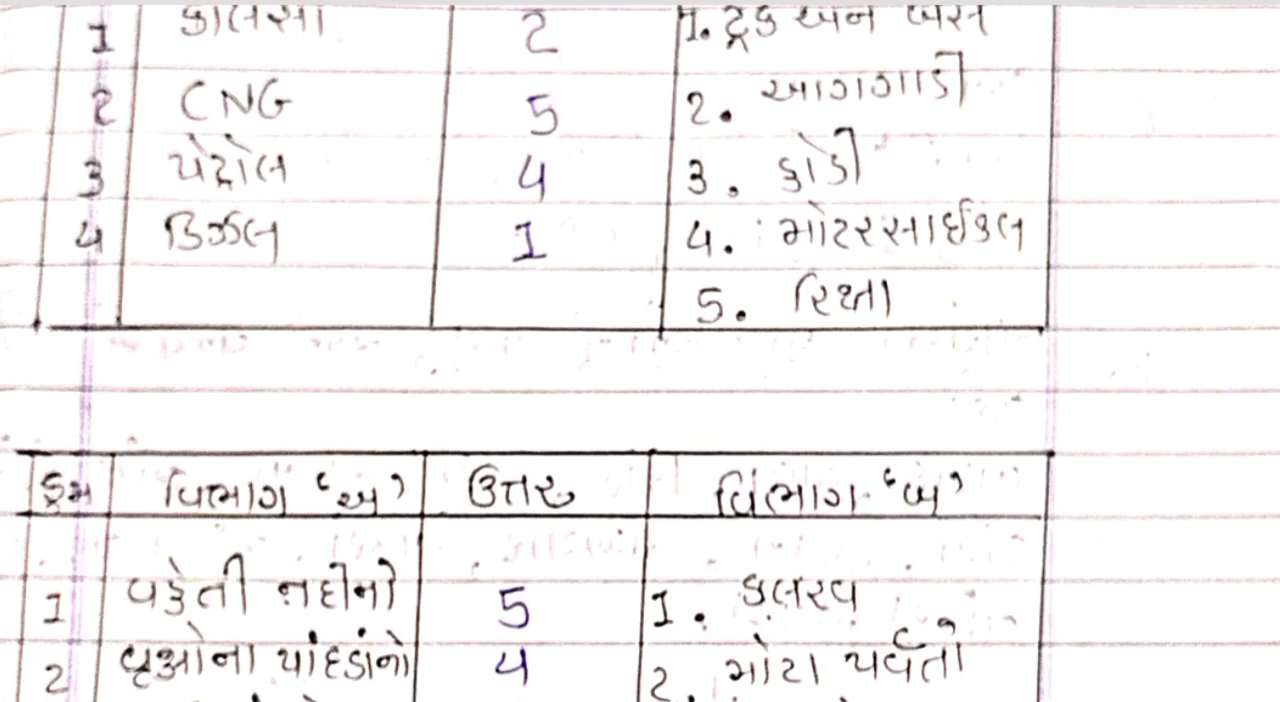 1 કોલસા 2 1. ટ્રક અને બસ
2 CNG 5 2. આગગાડી
3 પેટ્રોલ 4 3. હોડી
4 ડિઝલ 1 4. મોટરસાઈકલ
5. રિક્ષા
ક્રમ વિભાગ ‘અ’ ઉત્તર વિભાગ ‘બ’
1 વહેતી નદીનો 5 1. કલરવ
2 વૃક્ષોના પાંદડાંનો 4 2. મોટા પર્વતો